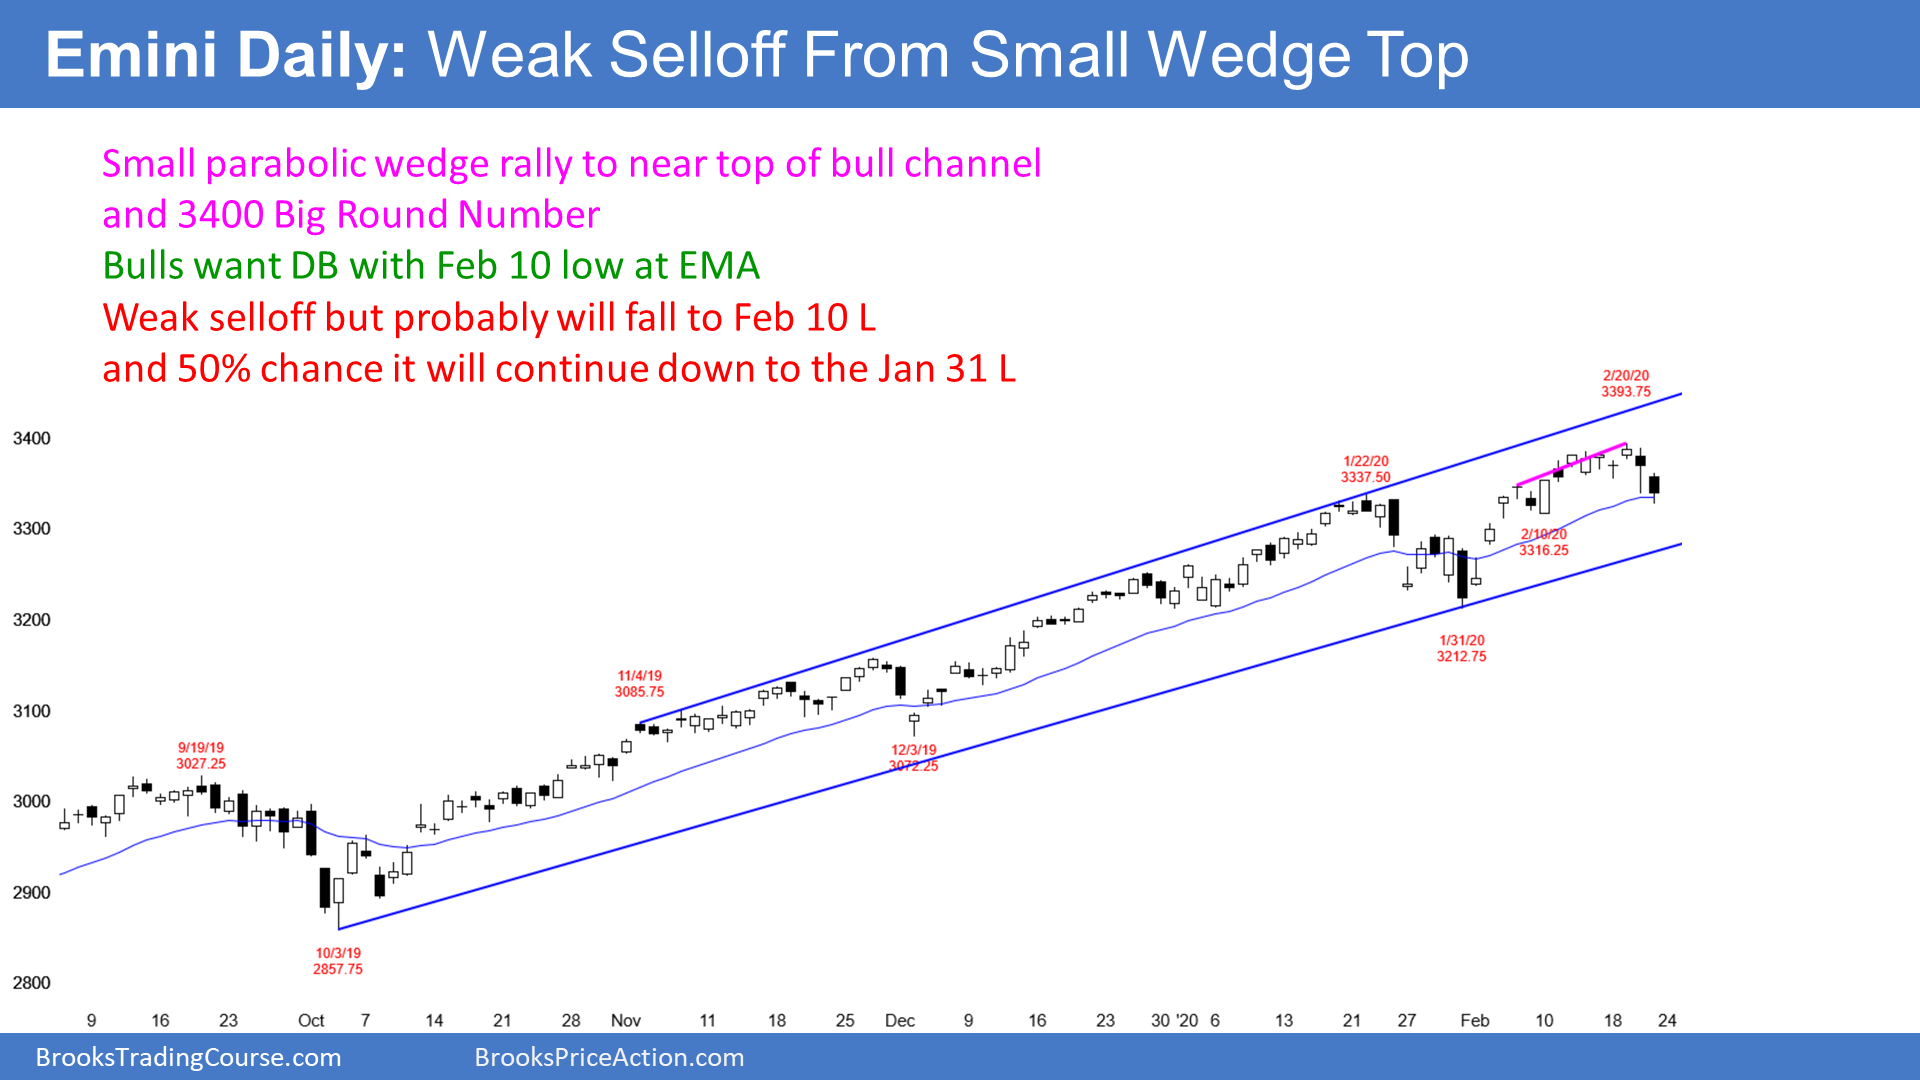 Emini Daily: Weak Selloff From Small Wedge Top
Small parabolic wedge rally to near top of bull channel
and 3400 Big Round Number
Bulls want DB with Feb 10 low at EMA
Weak selloff but probably will fall to Feb 10 L
and 50% chance it will continue down to the Jan 31 L
2/20/20
3393.75
3400
1/22/20
3337.50
3300
2/10/20
3316.25
3200
1/31/20
3212.75
11/4/19
3085.75
3100
9/19/19
3027.25
12/3/19
3072.25
3000
2900
10/3/19
2857.75
2800
9 16 23 Oct 7 14 21 28 Nov 11 18 25 Dec 9 16 23 30 '20 6 13 21 27 Feb 10 18 24
BrooksTradingCourse.com BrooksPriceAction.com